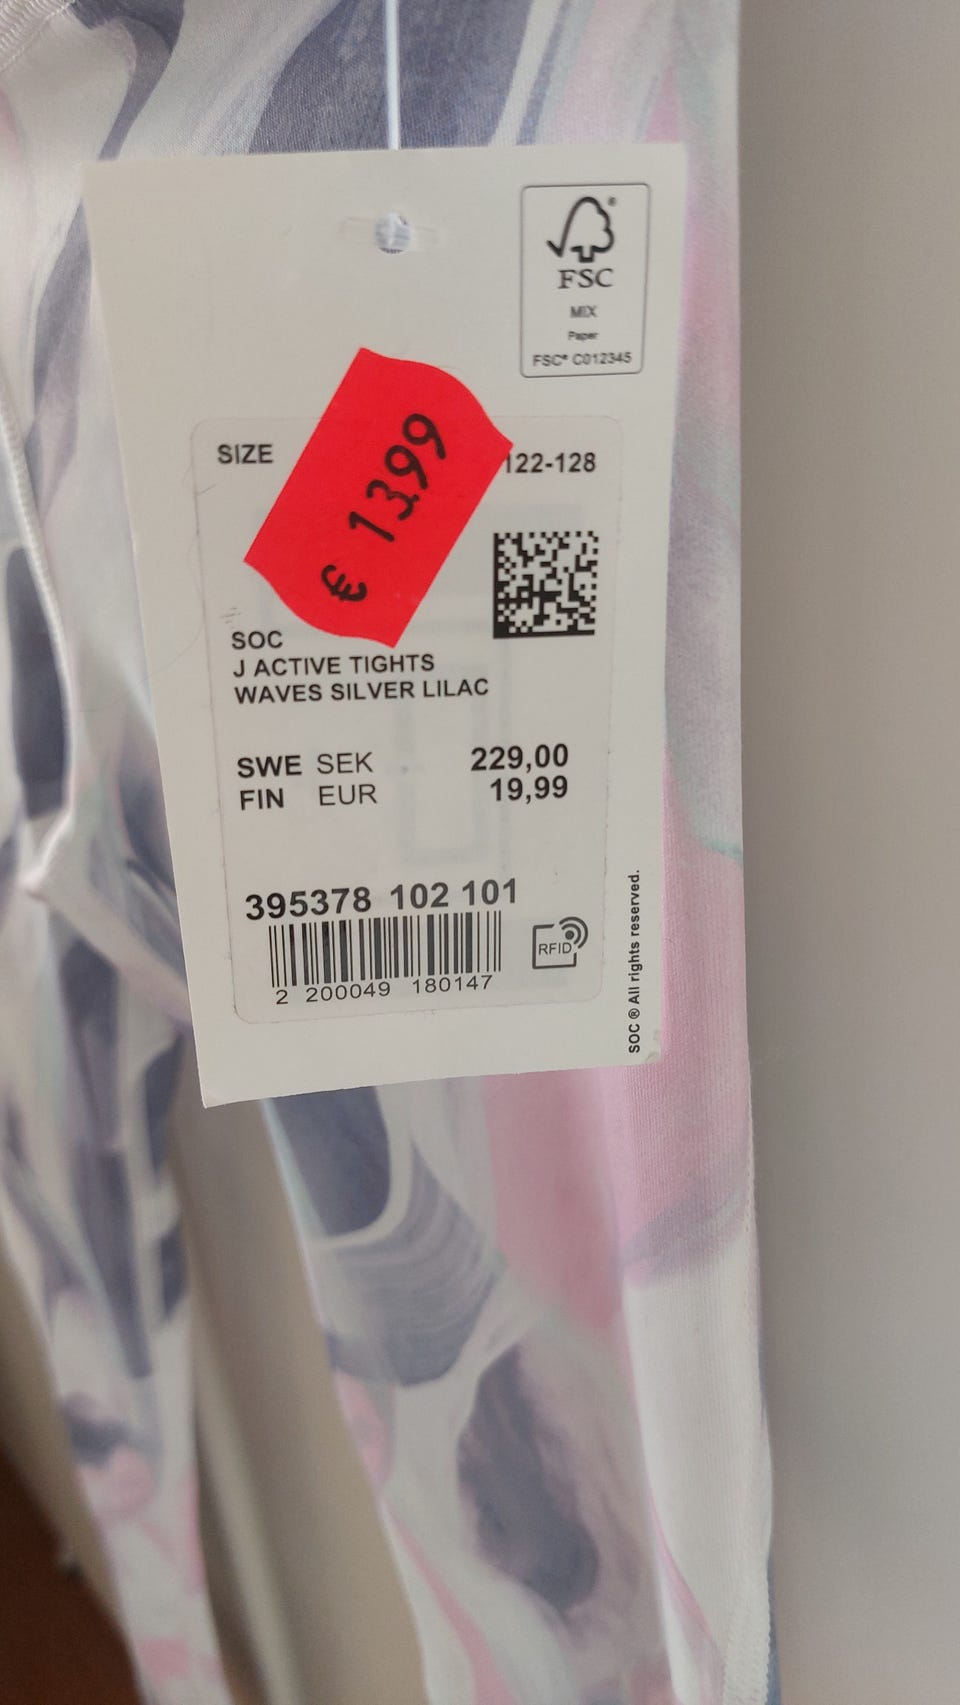 FSC®
MIX
Paper
FSC® C012345
SIZE 122-128
€ 13.99
SOC
J ACTIVE TIGHTS
WAVES SILVER LILAC
SWE SEK 229,00
FIN EUR 19,99
395378 102 101
RFID
2 200049 180147
SOC ® All rights reserved.